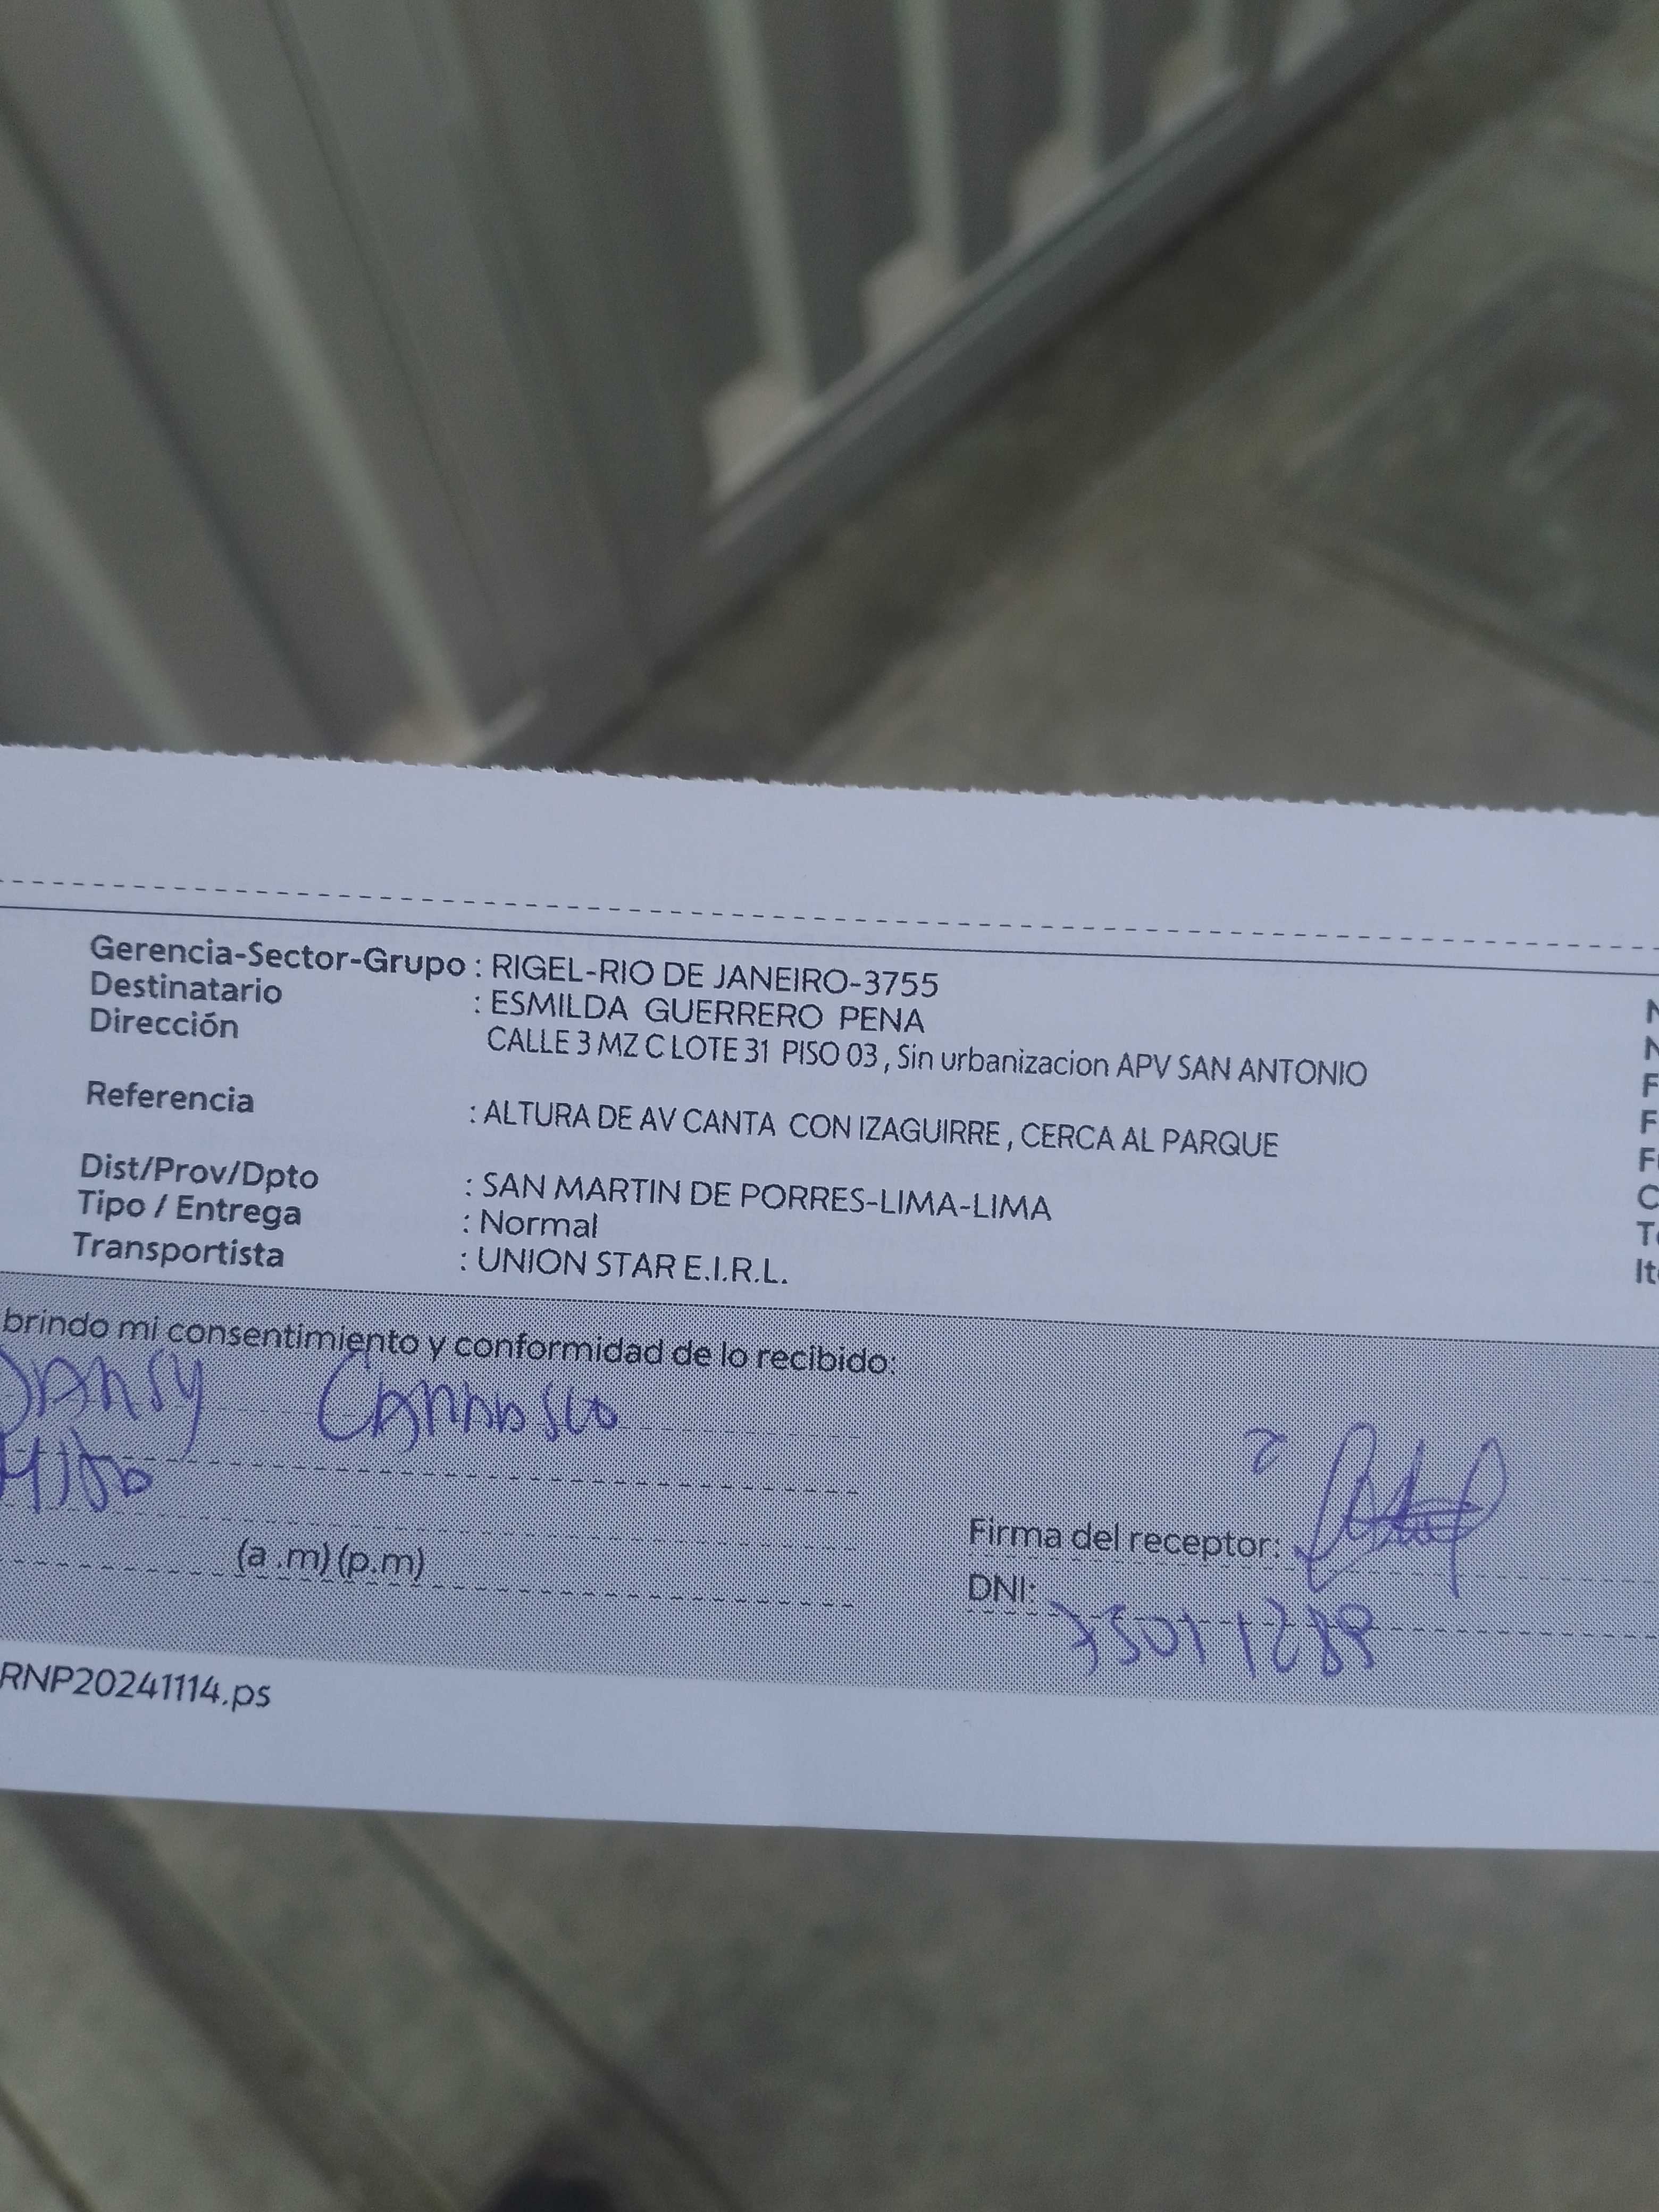 Gerencia-Sector-Grupo : RIGEL-RIO DE JANEIRO-3755
Destinatario : ESMILDA GUERRERO PENA
Dirección CALLE 3 MZ C LOTE 31 PISO 03 , Sin urbanizacion APV SAN ANTONIO
Referencia : ALTURA DE AV CANTA CON IZAGUIRRE , CERCA AL PARQUE
Dist/Prov/Dpto : SAN MARTIN DE PORRES-LIMA-LIMA
Tipo / Entrega : Normal
Transportista : UNION STAR E.I.R.L.
brindo mi consentimiento y conformidad de lo recibido:
(a .m) (p.m)
Firma del receptor:
DNI: 75011288
RNP20241114.ps